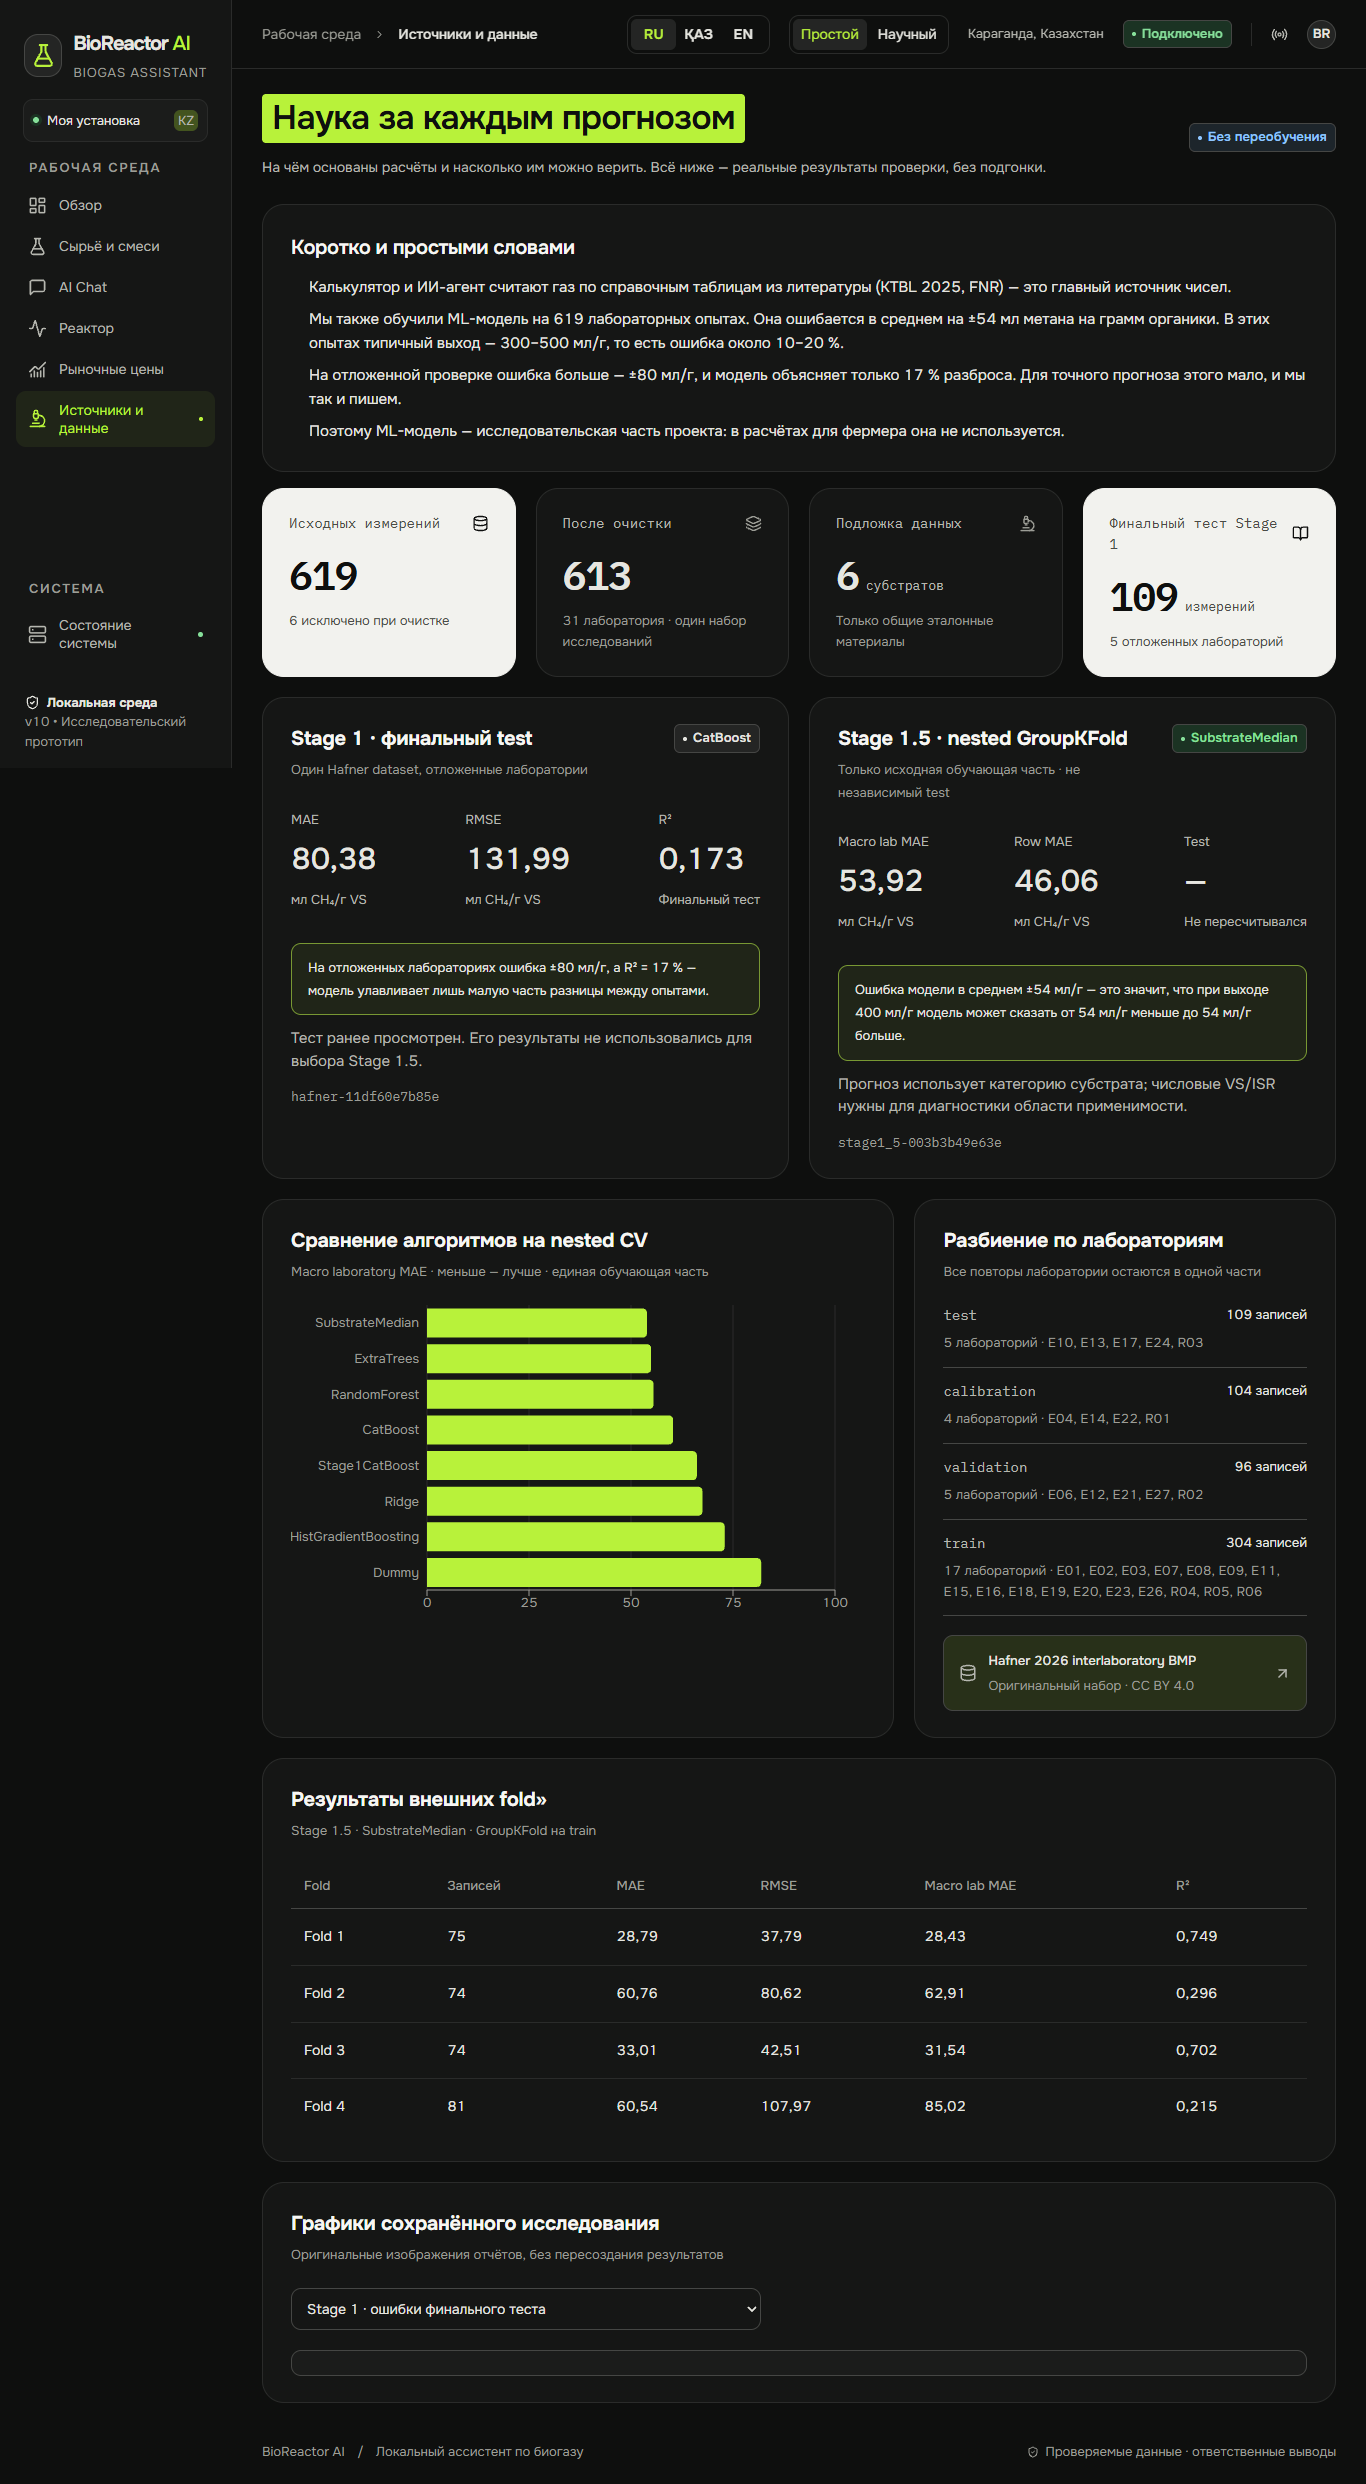 BioReactor AI
BIOGAS ASSISTANT
Моя установка KZ
РАБОЧАЯ СРЕДА
Обзор
Сырьё и смеси
AI Chat
Реактор
Рыночные цены
Источники и
данные
СИСТЕМА
Состояние
системы
Локальная среда
v10 • Исследовательский
прототип
Рабочая среда › Источники и данные
RU ҚАЗ EN
Простой Научный
Караганда, Казахстан
• Подключено
BR
Наука за каждым прогнозом
• Без переобучения
На чём основаны расчёты и насколько им можно верить. Всё ниже — реальные результаты проверки, без подгонки.
Коротко и простыми словами
Калькулятор и ИИ-агент считают газ по справочным таблицам из литературы (KTBL 2025, FNR) — это главный источник чисел.
Мы также обучили ML-модель на 619 лабораторных опытах. Она ошибается в среднем на ±54 мл метана на грамм органики. В этих
опытах типичный выход — 300–500 мл/г, то есть ошибка около 10–20 %.
На отложенной проверке ошибка больше — ±80 мл/г, и модель объясняет только 17 % разброса. Для точного прогноза этого мало, и мы
так и пишем.
Поэтому ML-модель — исследовательская часть проекта: в расчётах для фермера она не используется.
Исходных измерений
619
6 исключено при очистке
После очистки
613
31 лаборатория · один набор
исследований
Подложка данных
6 субстратов
Только общие эталонные
материалы
Финальный тест Stage
1
109 измерений
5 отложенных лабораторий
Stage 1 · финальный test
• CatBoost
Один Hafner dataset, отложенные лаборатории
MAE RMSE R²
80,38 131,99 0,173
мл CH₄/г VS мл CH₄/г VS Финальный тест
На отложенных лабораториях ошибка ±80 мл/г, а R² = 17 % —
модель улавливает лишь малую часть разницы между опытами.
Тест ранее просмотрен. Его результаты не использовались для
выбора Stage 1.5.
hafner-11df60e7b85e
Stage 1.5 · nested GroupKFold
• SubstrateMedian
Только исходная обучающая часть · не
независимый test
Macro lab MAE Row MAE Test
53,92 46,06 —
мл CH₄/г VS мл CH₄/г VS Не пересчитывался
Ошибка модели в среднем ±54 мл/г — это значит, что при выходе
400 мл/г модель может сказать от 54 мл/г меньше до 54 мл/г
больше.
Прогноз использует категорию субстрата; числовые VS/ISR
нужны для диагностики области применимости.
stage1_5-003b3b49e63e
Сравнение алгоритмов на nested CV
Macro laboratory MAE · меньше — лучше · единая обучающая часть
SubstrateMedian
ExtraTrees
RandomForest
CatBoost
Stage1CatBoost
Ridge
HistGradientBoosting
Dummy
0 25 50 75 100
Разбиение по лабораториям
Все повторы лаборатории остаются в одной части
test 109 записей
5 лабораторий · E10, E13, E17, E24, R03
calibration 104 записей
4 лабораторий · E04, E14, E22, R01
validation 96 записей
5 лабораторий · E06, E12, E21, E27, R02
train 304 записей
17 лабораторий · E01, E02, E03, E07, E08, E09, E11,
E15, E16, E18, E19, E20, E23, E26, R04, R05, R06
Hafner 2026 interlaboratory BMP
Оригинальный набор · CC BY 4.0
Результаты внешних fold»
Stage 1.5 · SubstrateMedian · GroupKFold на train
Fold Записей MAE RMSE Macro lab MAE R²
Fold 1 75 28,79 37,79 28,43 0,749
Fold 2 74 60,76 80,62 62,91 0,296
Fold 3 74 33,01 42,51 31,54 0,702
Fold 4 81 60,54 107,97 85,02 0,215
Графики сохранённого исследования
Оригинальные изображения отчётов, без пересоздания результатов
Stage 1 · ошибки финального теста
BioReactor AI / Локальный ассистент по биогазу
Проверяемые данные · ответственные выводы